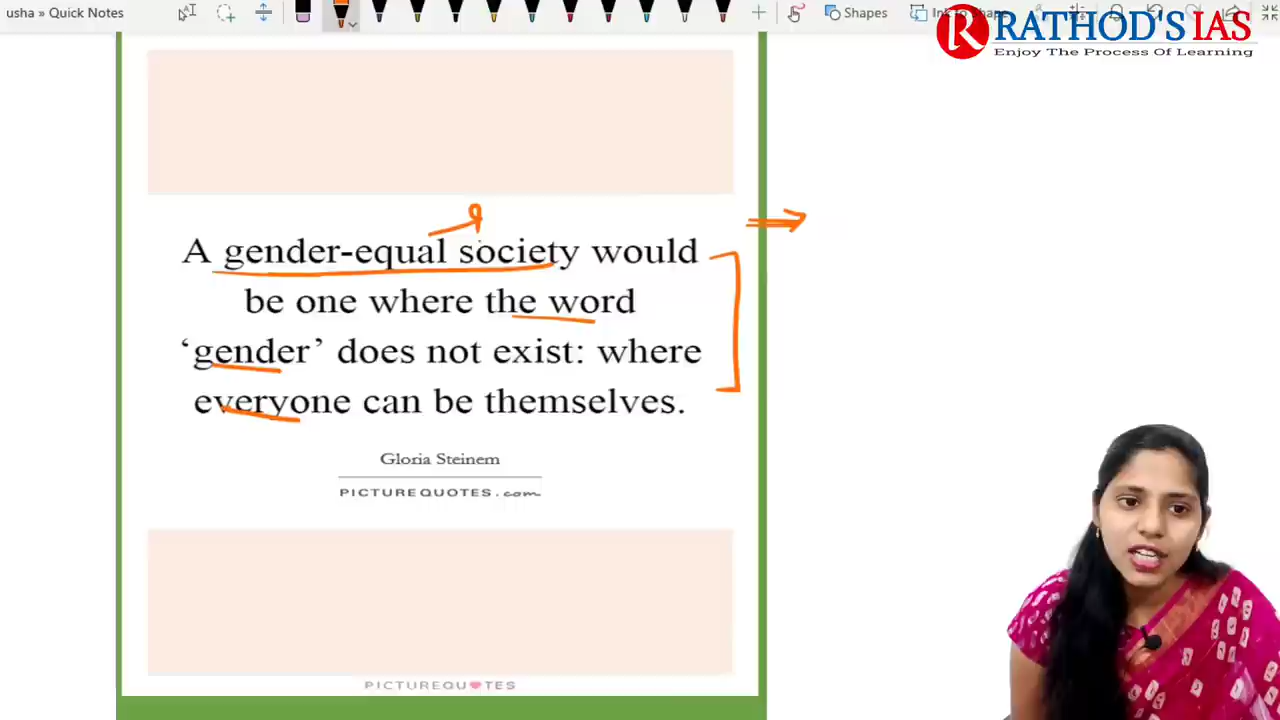 usha » Quick Notes
Shapes
RATHOD'S IAS
Enjoy The Process Of Learning
A gender-equal society would
be one where the word
‘gender’ does not exist: where
everyone can be themselves.
Gloria Steinem
PICTUREQUOTES.com
PICTUREQUOTES